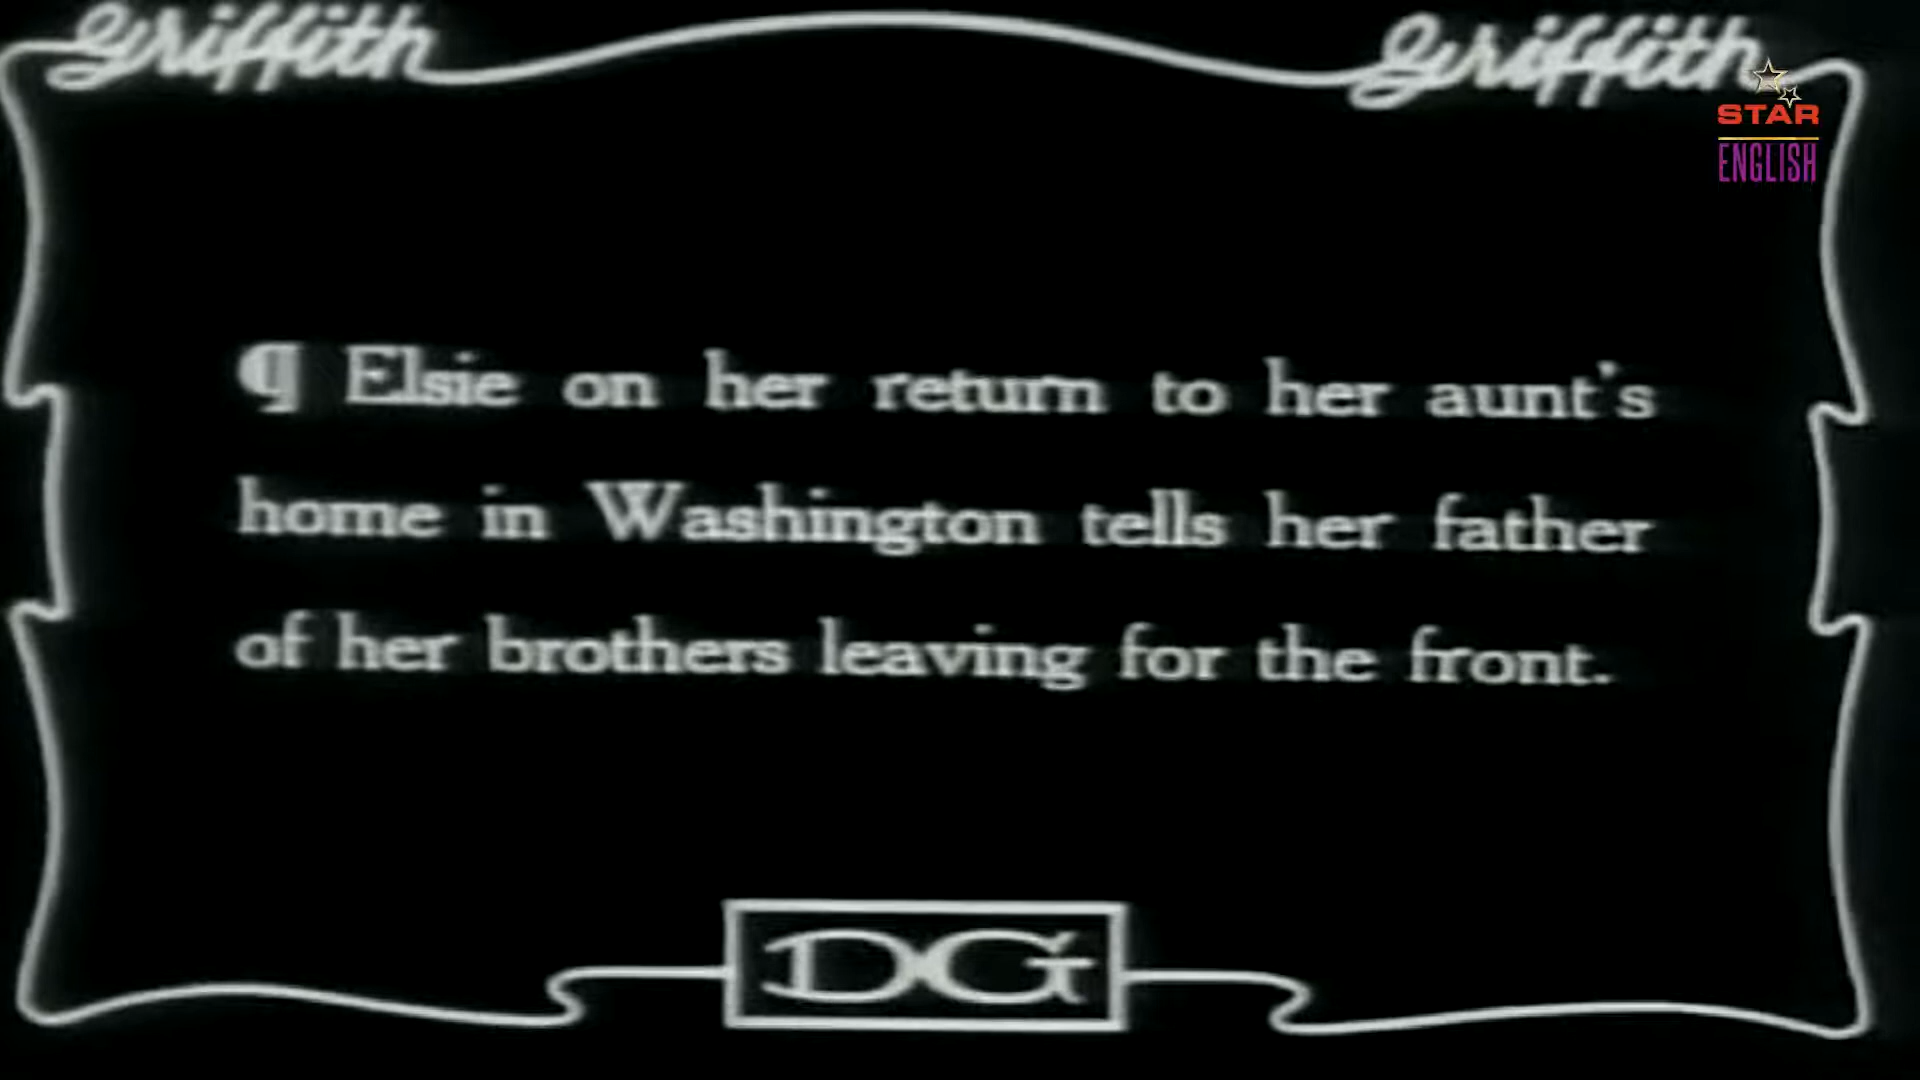 Griffith Griffith
STAR
ENGLISH
¶ Elsie on her return to her aunt's
home in Washington tells her father
of her brothers leaving for the front.
DG